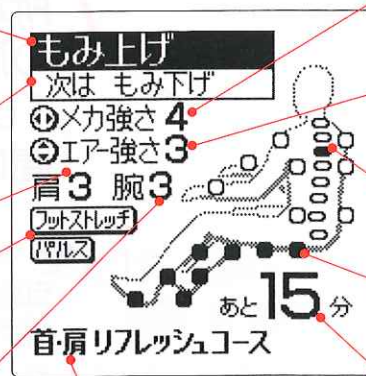 もみ上げ
次は もみ下げ
メカ強さ 4
エアー強さ 3
肩3 腕3
フットストレッチ
パルス
あと15分
首・肩リフレッシュコース